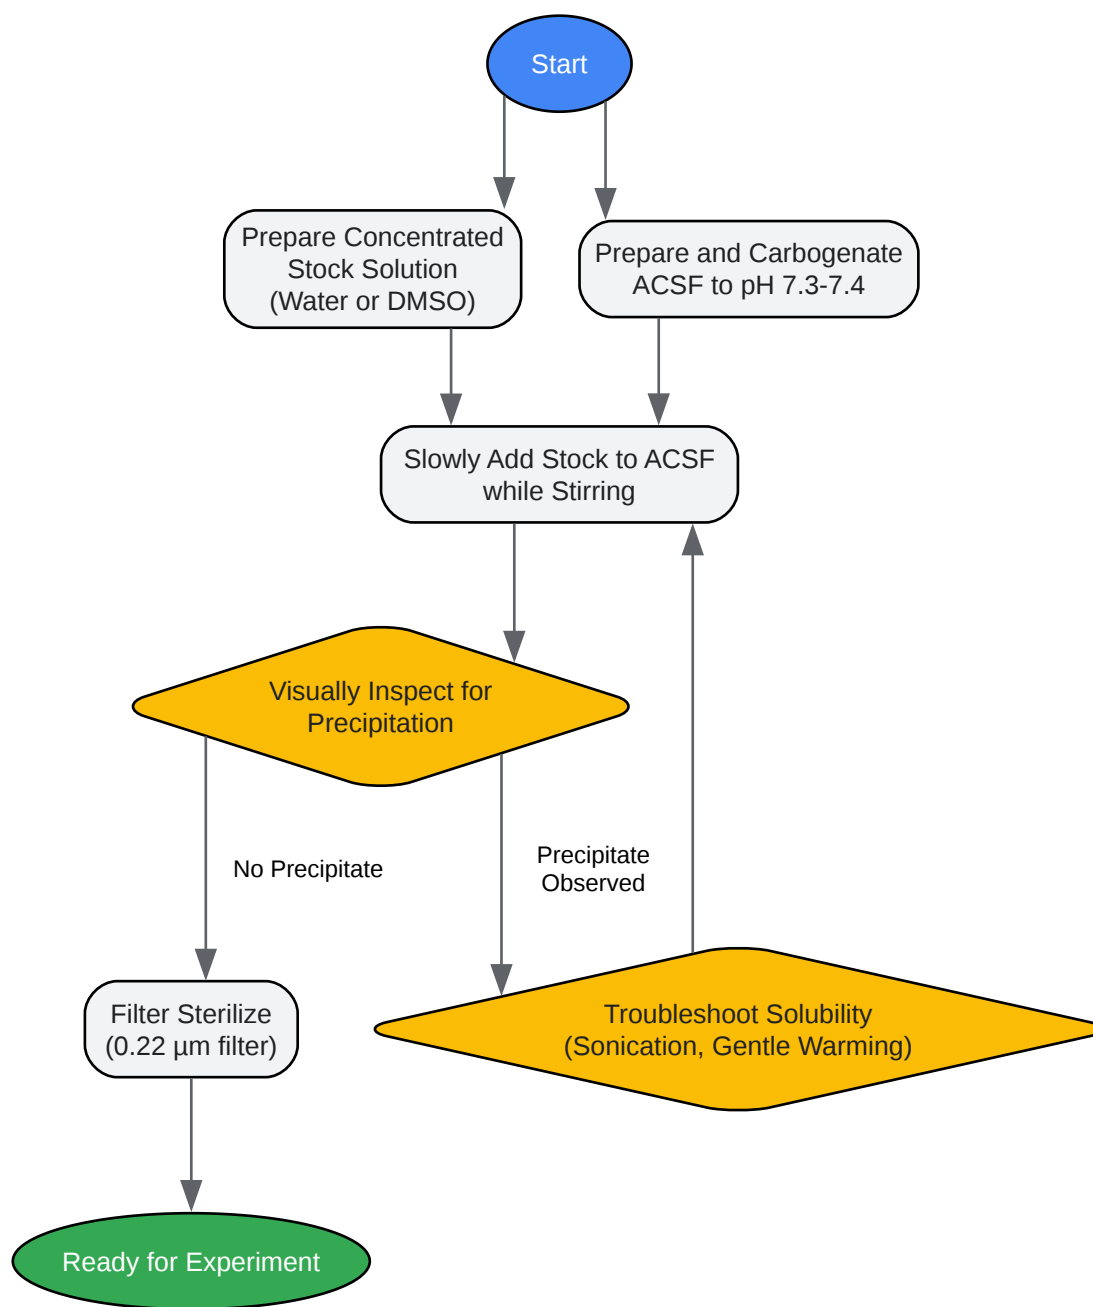 Start
Prepare Concentrated
Stock Solution
(Water or DMSO)
Prepare and Carbogenate
ACSF to pH 7.3-7.4
Slowly Add Stock to ACSF
while Stirring
Visually Inspect for
Precipitation
No Precipitate
Precipitate
Observed
Filter Sterilize
(0.22 µm filter)
Troubleshoot Solubility
(Sonication, Gentle Warming)
Ready for Experiment